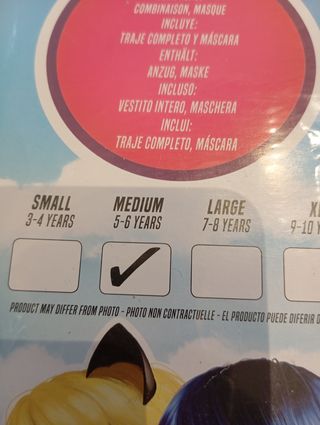 COMBINAISON, MASQUE
INCLUYE:
TRAJE COMPLETO Y MÁSCARA
ENTHÄLT:
ANZUG, MASKE
INCLUSO:
VESTITO INTERO, MASCHERA
INCLUI:
TRAJE COMPLETO, MÁSCARA
SMALL MEDIUM LARGE
3-4 YEARS 5-6 YEARS 7-8 YEARS 9-10
PRODUCT MAY DIFFER FROM PHOTO - PHOTO NON CONTRACTUELLE - EL PRODUCTO PUEDE DIFERIR